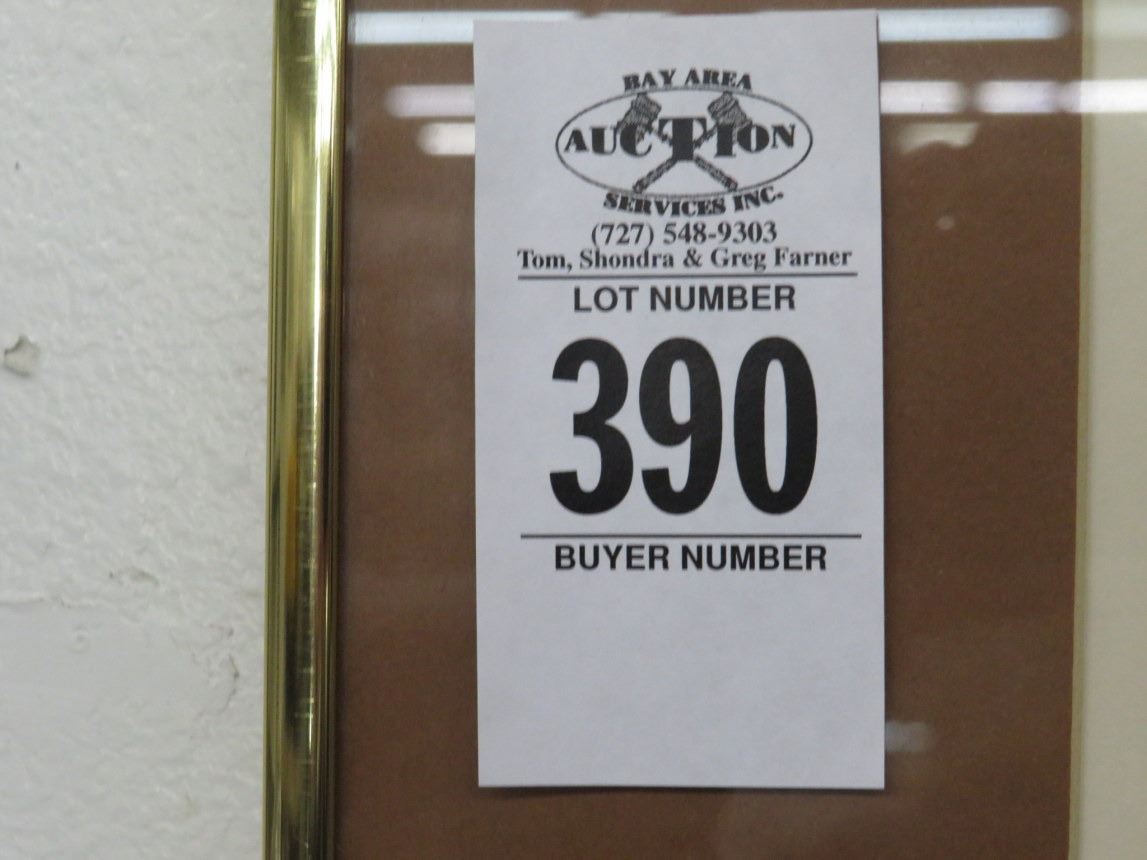 BAY AREA
AUCTION
SERVICES INC.
(727) 548-9303
Tom, Shondra & Greg Farner
LOT NUMBER
390
BUYER NUMBER